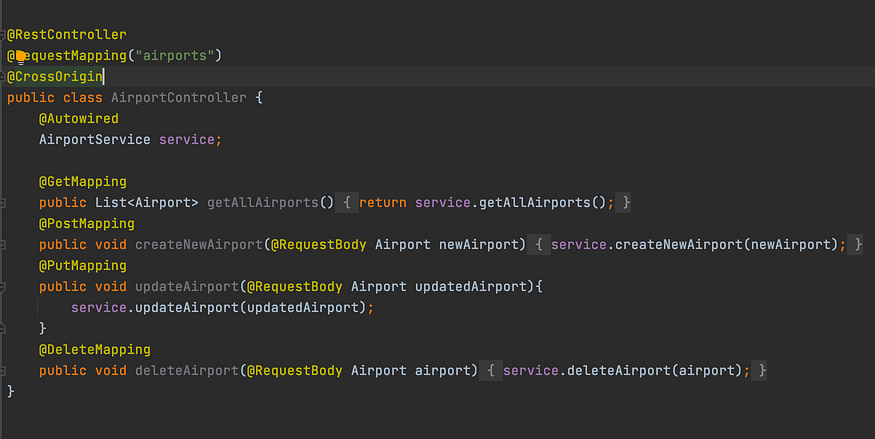 @RestController
@RequestMapping("airports")
@CrossOrigin
public class AirportController {
@Autowired
AirportService service;
@GetMapping
public List<Airport> getAllAirports() { return service.getAllAirports(); }
@PostMapping
public void createNewAirport(@RequestBody Airport newAirport) { service.createNewAirport(newAirport); }
@PutMapping
public void updateAirport(@RequestBody Airport updatedAirport){
service.updateAirport(updatedAirport);
}
@DeleteMapping
public void deleteAirport(@RequestBody Airport airport) { service.deleteAirport(airport); }
}